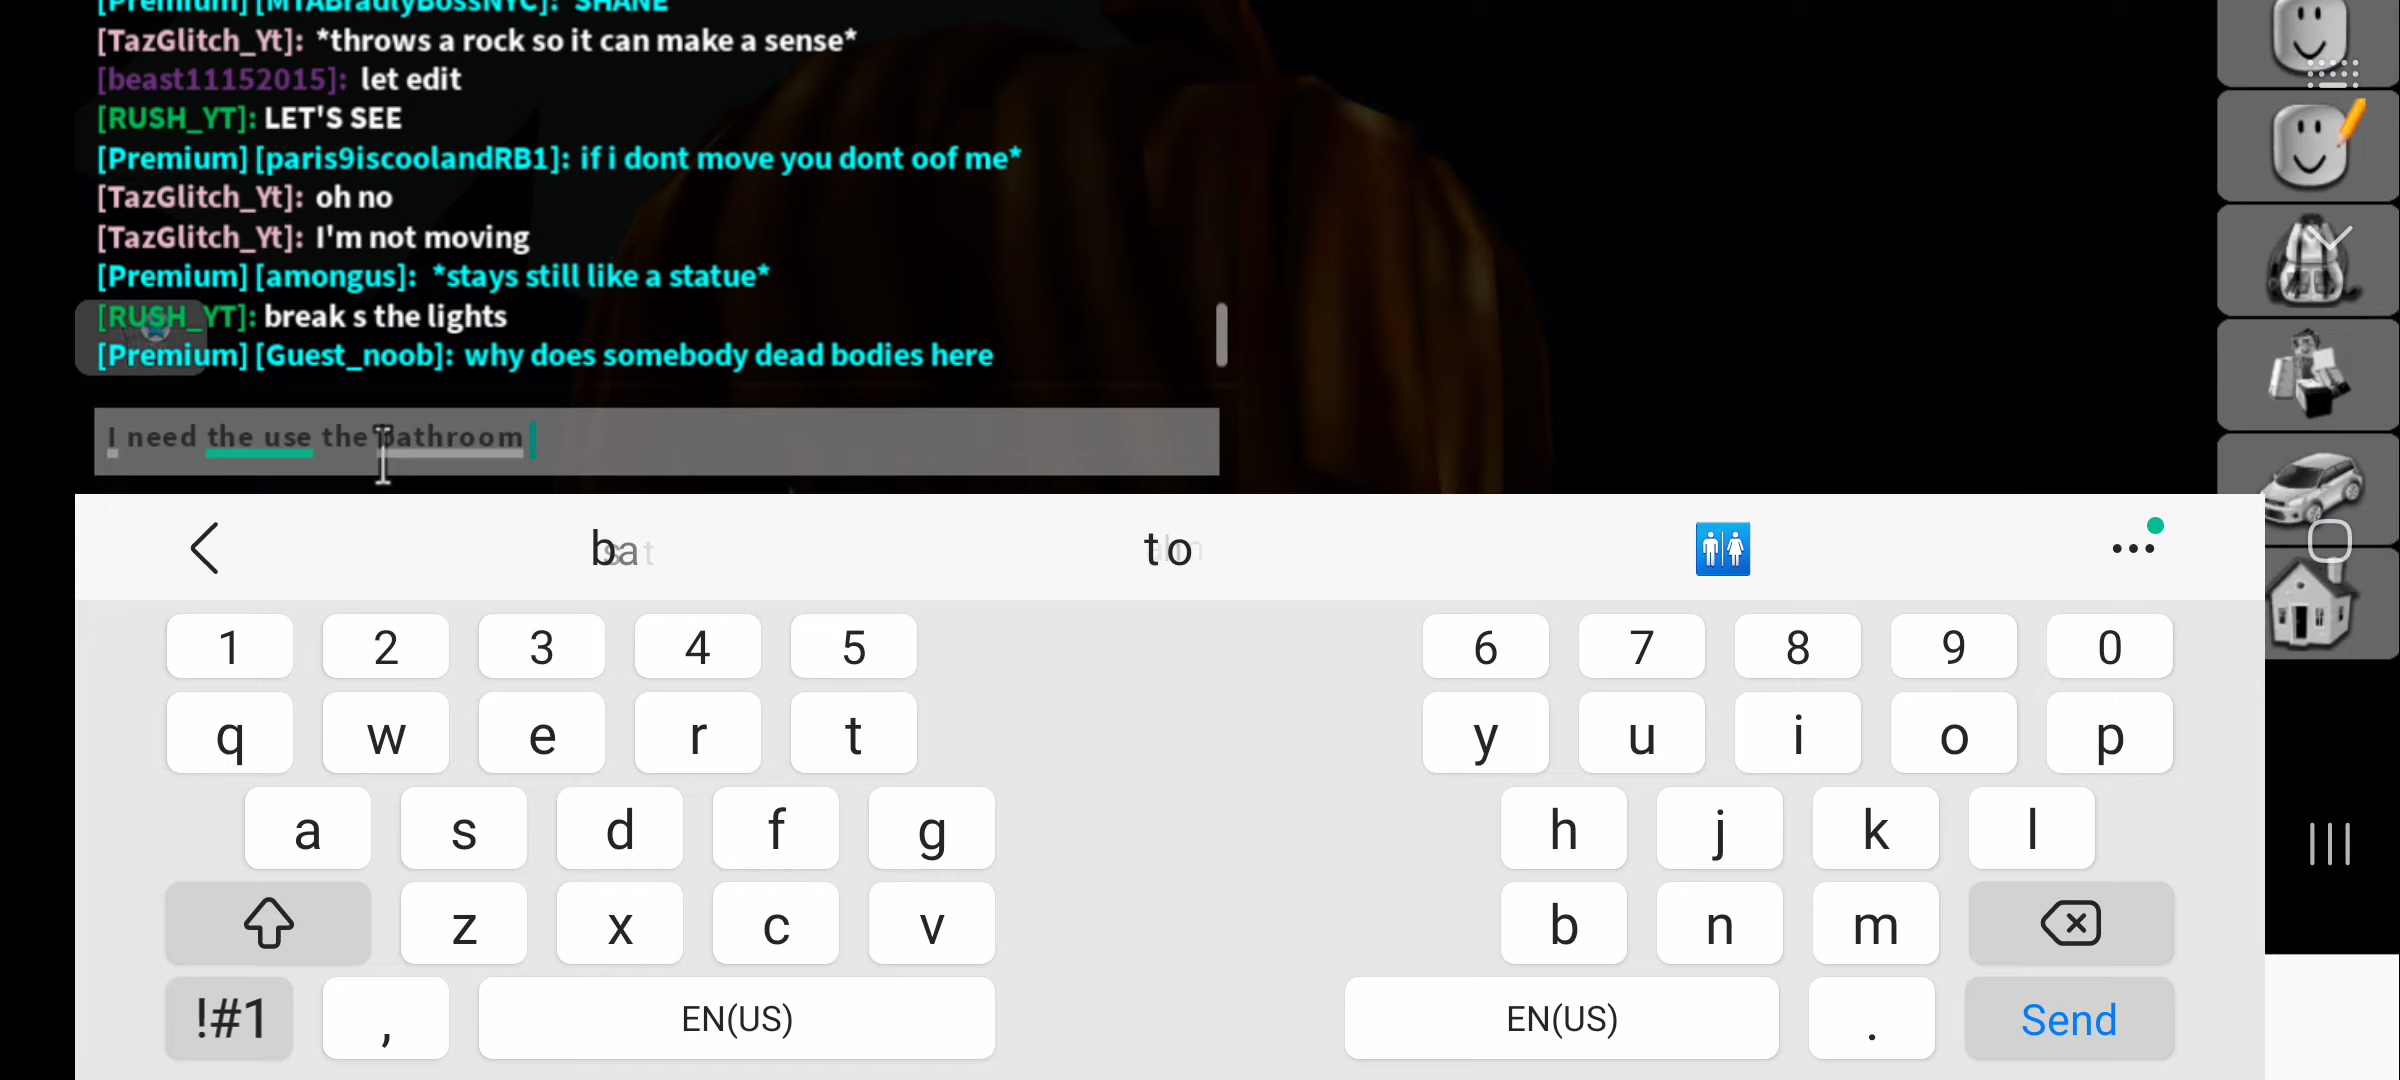 [Premium] [MTABradlyBossNYC]: SHANE
[TazGlitch_Yt]: *throws a rock so it can make a sense*
[beast11152015]: let edit
[RUSH_YT]: LET'S SEE
[Premium] [paris9iscoolandRB1]: if i dont move you dont oof me*
[TazGlitch_Yt]: oh no
[TazGlitch_Yt]: I'm not moving
[Premium] [amongus]: *stays still like a statue*
[RUSH_YT]: break s the lights
[Premium] [Guest_noob]: why does somebody dead bodies here
I need the use the bathroom
to
1 2 3 4 5 6 7 8 9 0
q w e r t y u i o p
a s d f g h j k l
z x c v b n m
!#1 , EN(US) EN(US) . Send